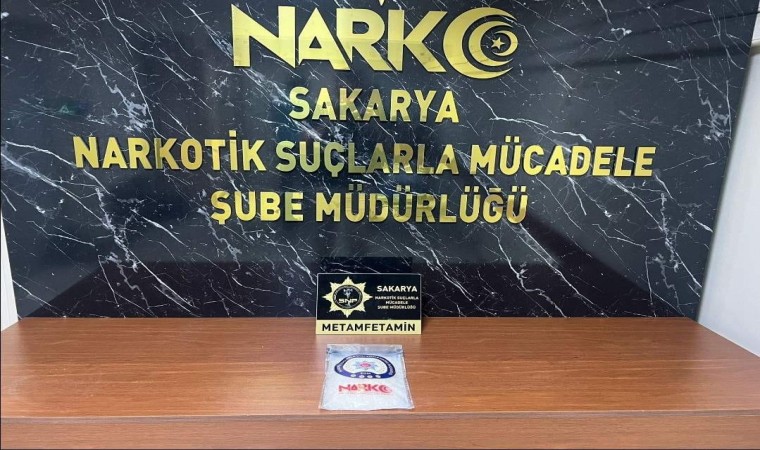 NARKO
SAKARYA
NARKOTİK SUÇLARLA MÜCADELE
ŞUBE MÜDÜRLÜĞÜ
SAKARYA
NARKOTİK SUÇLARLA
MÜCADELE
ŞUBE MÜDÜRLÜĞÜ
METAMFETAMİN
NARKO